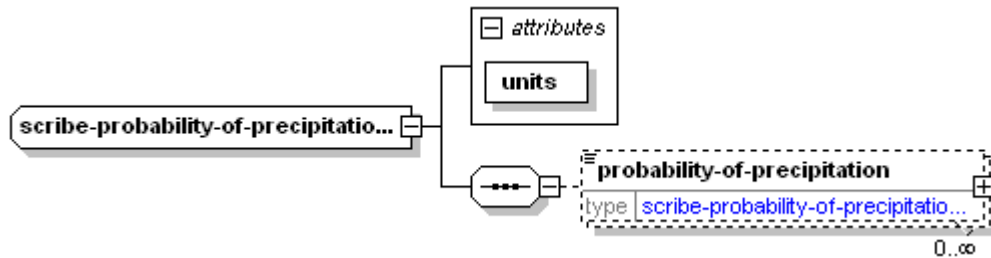 attributes
units
scribe-probability-of-precipitatio...
probability-of-precipitation
type scribe-probability-of-precipitatio...
0..∞